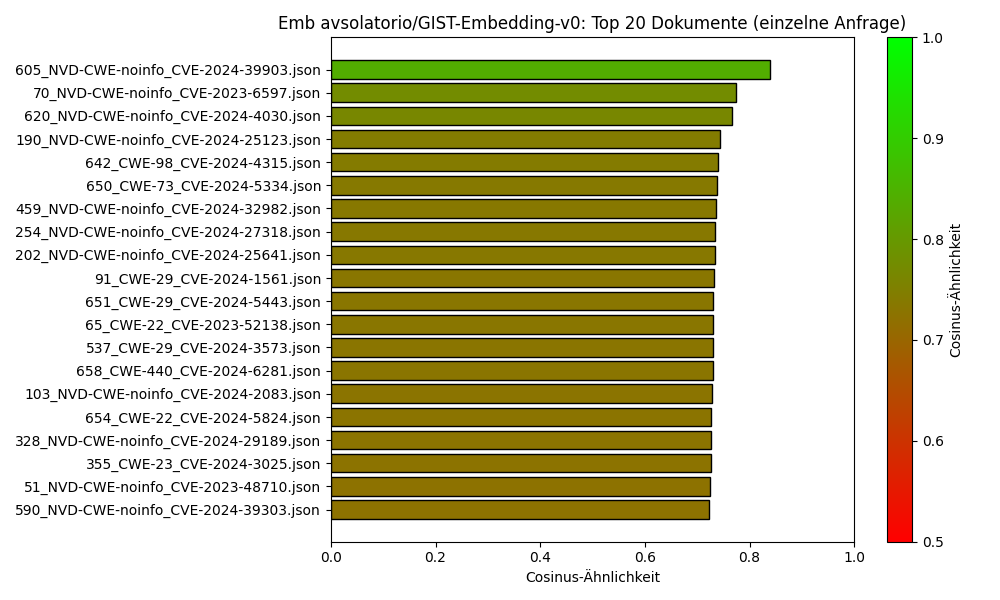 Emb avsolatorio/GIST-Embedding-v0: Top 20 Dokumente (einzelne Anfrage)
605_NVD-CWE-noinfo_CVE-2024-39903.json
70_NVD-CWE-noinfo_CVE-2023-6597.json
620_NVD-CWE-noinfo_CVE-2024-4030.json
190_NVD-CWE-noinfo_CVE-2024-25123.json
642_CWE-98_CVE-2024-4315.json
650_CWE-73_CVE-2024-5334.json
459_NVD-CWE-noinfo_CVE-2024-32982.json
254_NVD-CWE-noinfo_CVE-2024-27318.json
202_NVD-CWE-noinfo_CVE-2024-25641.json
91_CWE-29_CVE-2024-1561.json
651_CWE-29_CVE-2024-5443.json
65_CWE-22_CVE-2023-52138.json
537_CWE-29_CVE-2024-3573.json
658_CWE-440_CVE-2024-6281.json
103_NVD-CWE-noinfo_CVE-2024-2083.json
654_CWE-22_CVE-2024-5824.json
328_NVD-CWE-noinfo_CVE-2024-29189.json
355_CWE-23_CVE-2024-3025.json
51_NVD-CWE-noinfo_CVE-2023-48710.json
590_NVD-CWE-noinfo_CVE-2024-39303.json
0.0 0.2 0.4 0.6 0.8 1.0
Cosinus-Ähnlichkeit
1.0
0.9
0.8
0.7
0.6
0.5
Cosinus-Ähnlichkeit